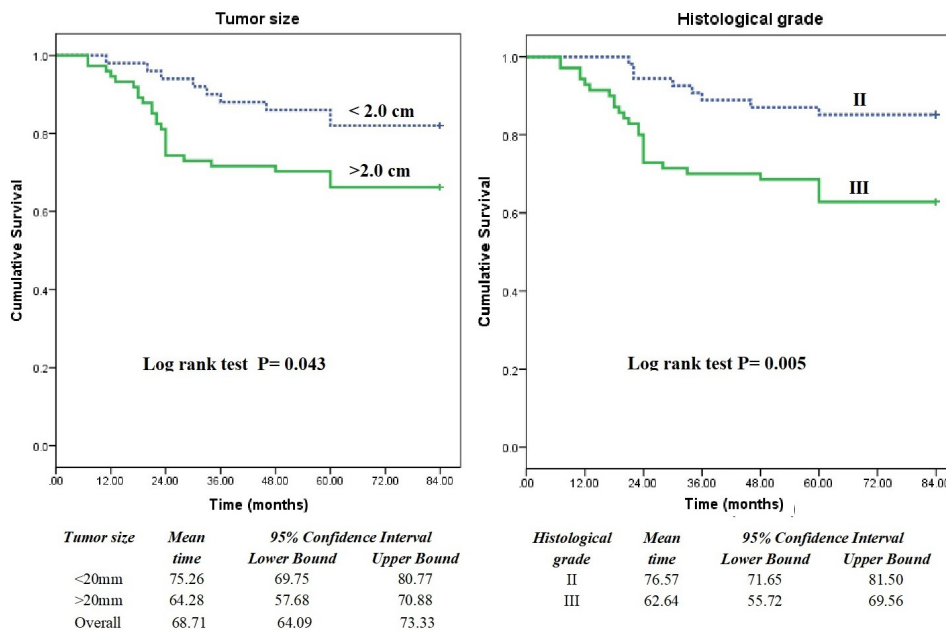 Tumor size
Cumulative Survival
1.0
0.8
0.6
0.4
0.2
0.0
< 2.0 cm
>2.0 cm
Log rank test P= 0.043
.00 12.00 24.00 36.00 48.00 60.00 72.00 84.00
Time (months)
Tumor size Mean time 95% Confidence Interval
Lower Bound Upper Bound
<20mm 75.26 69.75 80.77
>20mm 64.28 57.68 70.88
Overall 68.71 64.09 73.33
Histological grade
Cumulative Survival
1.0
0.8
0.6
0.4
0.2
0.0
II
III
Log rank test P= 0.005
.00 12.00 24.00 36.00 48.00 60.00 72.00 84.00
Time (months)
Histological grade Mean time 95% Confidence Interval
Lower Bound Upper Bound
II 76.57 71.65 81.50
III 62.64 55.72 69.56